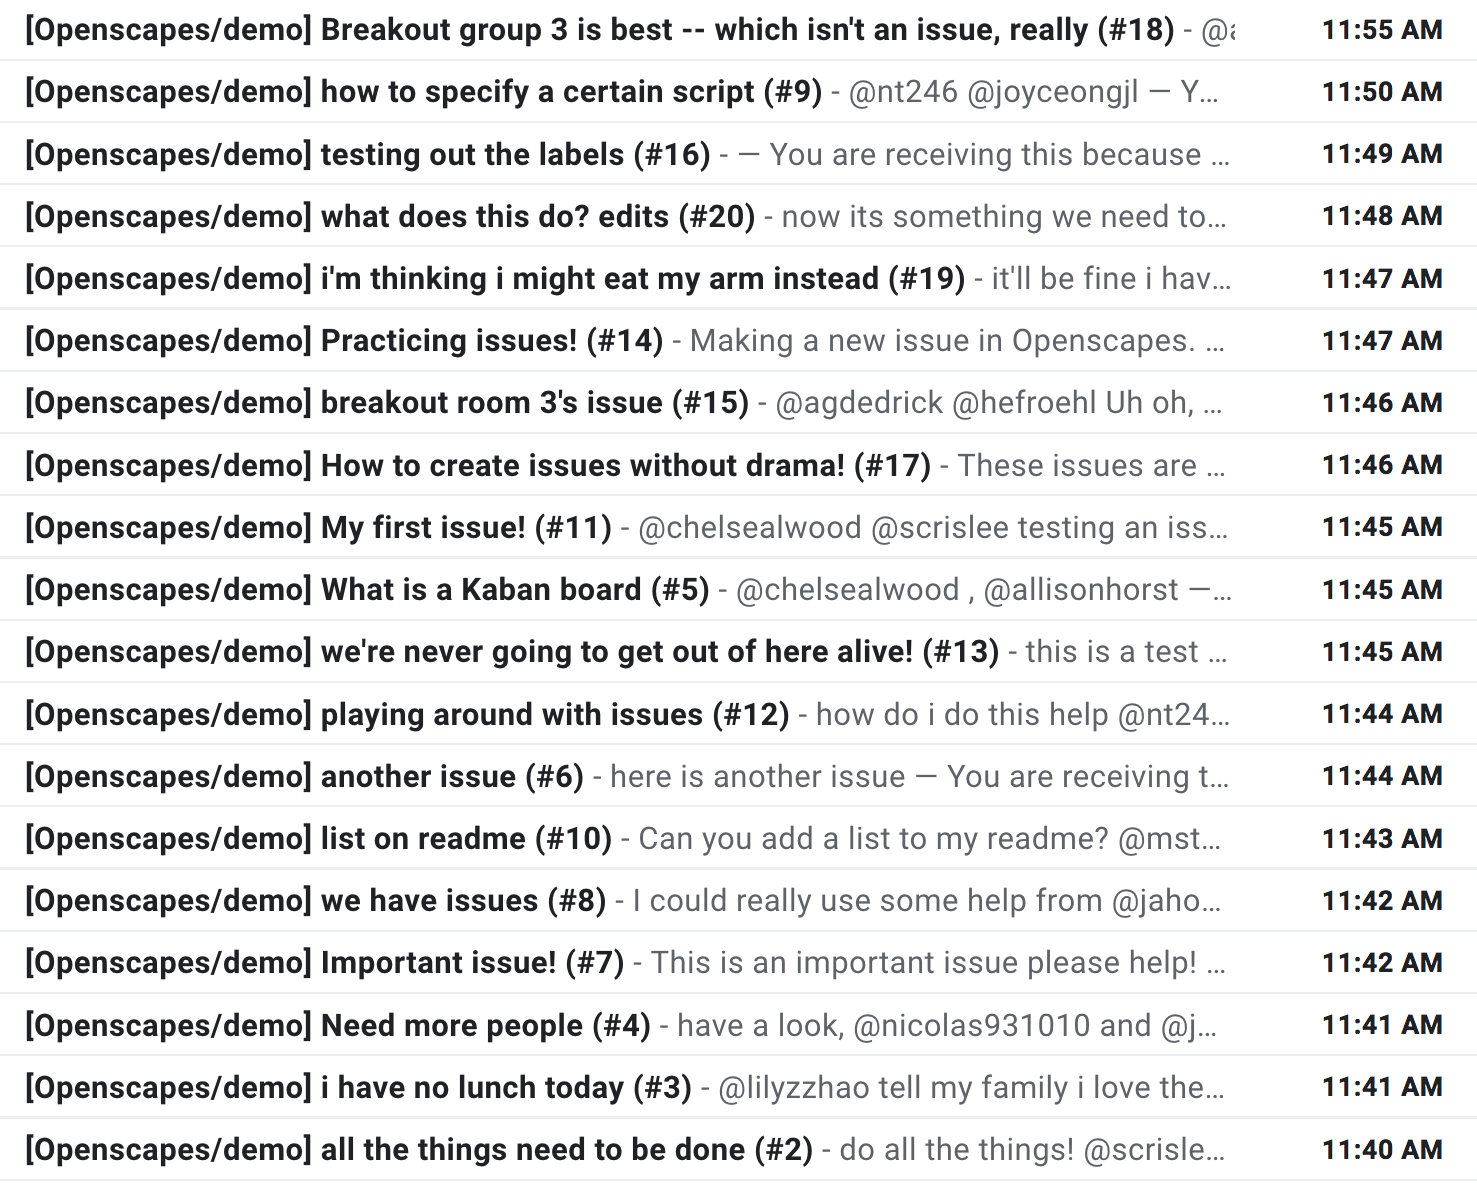 [Openscapes/demo] Breakout group 3 is best -- which isn't an issue, really (#18) - @a 11:55 AM
[Openscapes/demo] how to specify a certain script (#9) - @nt246 @joyceongjl — Y... 11:50 AM
[Openscapes/demo] testing out the labels (#16) - — You are receiving this because ... 11:49 AM
[Openscapes/demo] what does this do? edits (#20) - now its something we need to... 11:48 AM
[Openscapes/demo] i'm thinking i might eat my arm instead (#19) - it'll be fine i hav... 11:47 AM
[Openscapes/demo] Practicing issues! (#14) - Making a new issue in Openscapes. ... 11:47 AM
[Openscapes/demo] breakout room 3's issue (#15) - @agdedrick @hefroehl Uh oh, ... 11:46 AM
[Openscapes/demo] How to create issues without drama! (#17) - These issues are ... 11:46 AM
[Openscapes/demo] My first issue! (#11) - @chelsealwood @scrislee testing an iss... 11:45 AM
[Openscapes/demo] What is a Kaban board (#5) - @chelsealwood , @allisonhorst —... 11:45 AM
[Openscapes/demo] we're never going to get out of here alive! (#13) - this is a test ... 11:45 AM
[Openscapes/demo] playing around with issues (#12) - how do i do this help @nt24... 11:44 AM
[Openscapes/demo] another issue (#6) - here is another issue — You are receiving t... 11:44 AM
[Openscapes/demo] list on readme (#10) - Can you add a list to my readme? @mst... 11:43 AM
[Openscapes/demo] we have issues (#8) - I could really use some help from @jaho... 11:42 AM
[Openscapes/demo] Important issue! (#7) - This is an important issue please help! ... 11:42 AM
[Openscapes/demo] Need more people (#4) - have a look, @nicolas931010 and @j... 11:41 AM
[Openscapes/demo] i have no lunch today (#3) - @lilyzzhao tell my family i love the... 11:41 AM
[Openscapes/demo] all the things need to be done (#2) - do all the things! @scrisle... 11:40 AM